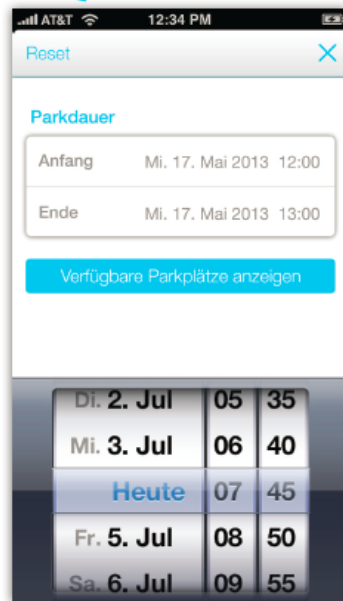 AT&T 12:34 PM
Reset
Parkdauer
Anfang Mi. 17. Mai 2013 12:00
Ende Mi. 17. Mai 2013 13:00
Verfügbare Parkplätze anzeigen
Di. 2. Jul 05 35
Mi. 3. Jul 06 40
Heute 07 45
Fr. 5. Jul 08 50
Sa. 6. Jul 09 55